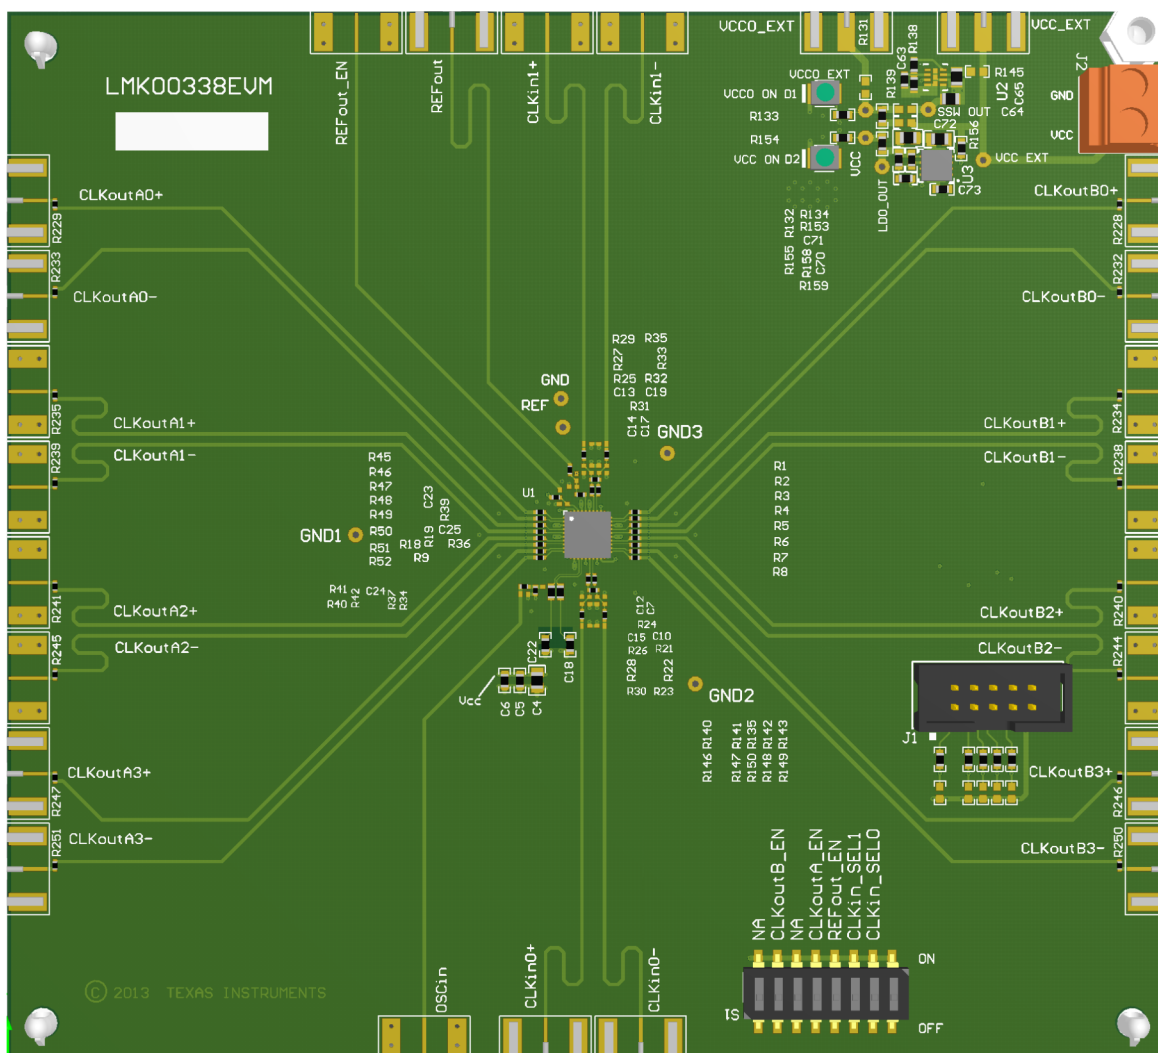 VCCO_EXT
R131
VCC_EXT
J2
GND
VCC
LMK00338EVM
REFout_EN
REFout
CLKin1+
CLKin1-
VCCO EXT
VCCO ON D1
R133
R154
VCC ON D2
VCC
LDO_OUT
R139
C63
R138
U2
R145
C65
C64
SSW OUT
C72
R156
U3
C73
VCC EXT
R132
R134
R153
C71
R155
R158
C70
R159
CLKoutA0+
R229
R233
CLKoutA0-
CLKoutB0+
R228
R232
CLKoutB0-
R29
R35
R27
R33
R25
R32
C13
C19
R31
C14
C17
GND
REF
GND3
R235
CLKoutA1+
CLKoutA1-
R239
CLKoutB1+
R234
CLKoutB1-
R238
R45
R46
R47
R48
R49
R50
R51
R52
C23
R39
R19
C25
R18
R9
R36
GND1
U1
R1
R2
R3
R4
R5
R6
R7
R8
R41
R42
C24
R37
R34
R40
R241
CLKoutA2+
CLKoutA2-
R245
CLKoutB2+
R240
CLKoutB2-
R244
C12
C7
R24
C15
C10
R26
R21
R28
R22
R30
R23
C22
C18
Vcc
C6
C5
C4
GND2
J1
R140
R141
R135
R142
R143
R146
R147
R150
R148
R149
CLKoutA3+
R247
R251
CLKoutA3-
CLKoutB3+
R246
R250
CLKoutB3-
NA
CLKoutB_EN
NA
CLKoutA_EN
REFout_EN
CLKin_SEL1
CLKin_SEL0
ON
S1
OFF
© 2013 TEXAS INSTRUMENTS
OSCin
CLKin0+
CLKin0-